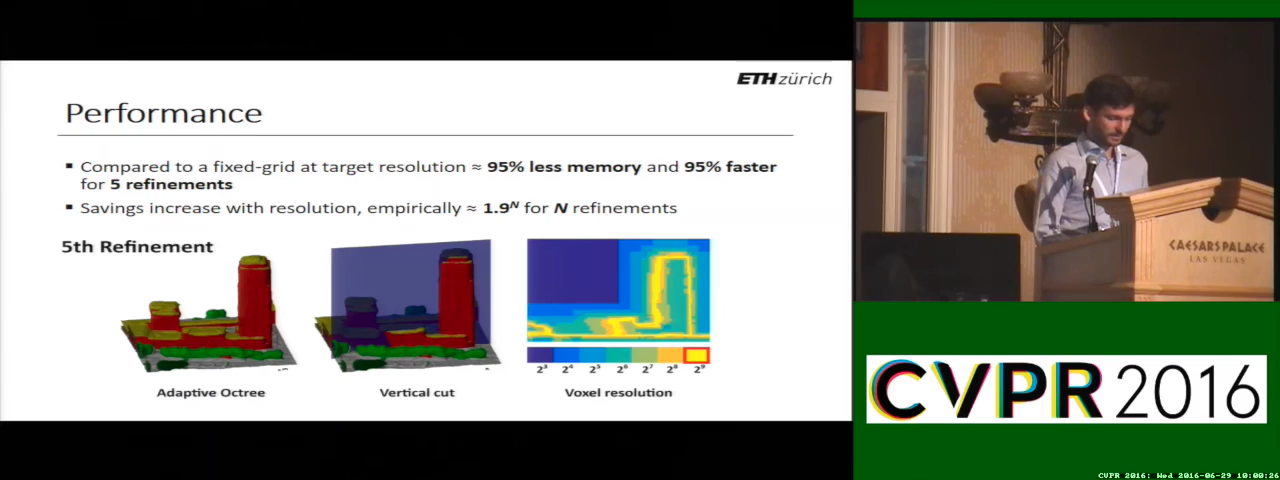 ETH zürich
Performance
▪ Compared to a fixed-grid at target resolution ≈ 95% less memory and 95% faster
for 5 refinements
▪ Savings increase with resolution, empirically ≈ 1.9ᴺ for N refinements
5th Refinement
2³ 2⁴ 2⁵ 2⁶ 2⁷ 2⁸ 2⁹
Adaptive Octree Vertical cut Voxel resolution
CAESARS PALACE
LAS VEGAS
CVPR 2016
CVPR 2016: Wed 2016-06-29 10:00:26